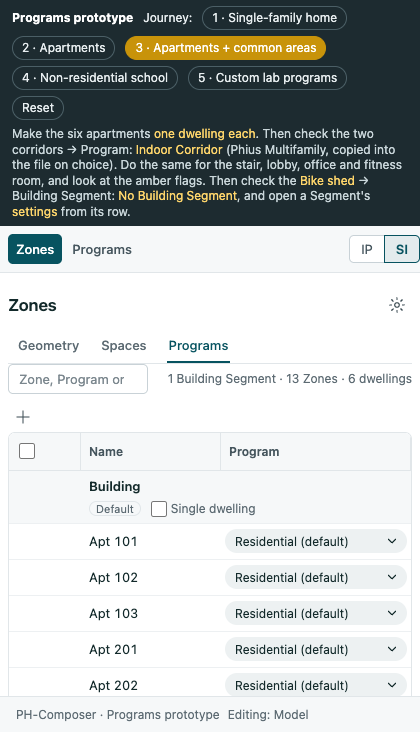 Programs prototype Journey: 1 · Single-family home
2 · Apartments 3 · Apartments + common areas
4 · Non-residential school 5 · Custom lab programs
Reset
Make the six apartments one dwelling each. Then check the two
corridors → Program: Indoor Corridor (Phius Multifamily, copied into
the file on choice). Do the same for the stair, lobby, office and fitness
room, and look at the amber flags. Then check the Bike shed →
Building Segment: No Building Segment, and open a Segment's
settings from its row.
Zones Programs IP SI
Zones
Geometry Spaces Programs
Zone, Program or 1 Building Segment · 13 Zones · 6 dwellings
Name Program
Building
Default Single dwelling
Apt 101 Residential (default)
Apt 102 Residential (default)
Apt 103 Residential (default)
Apt 201 Residential (default)
Apt 202 Residential (default)
PH-Composer · Programs prototype Editing: Model